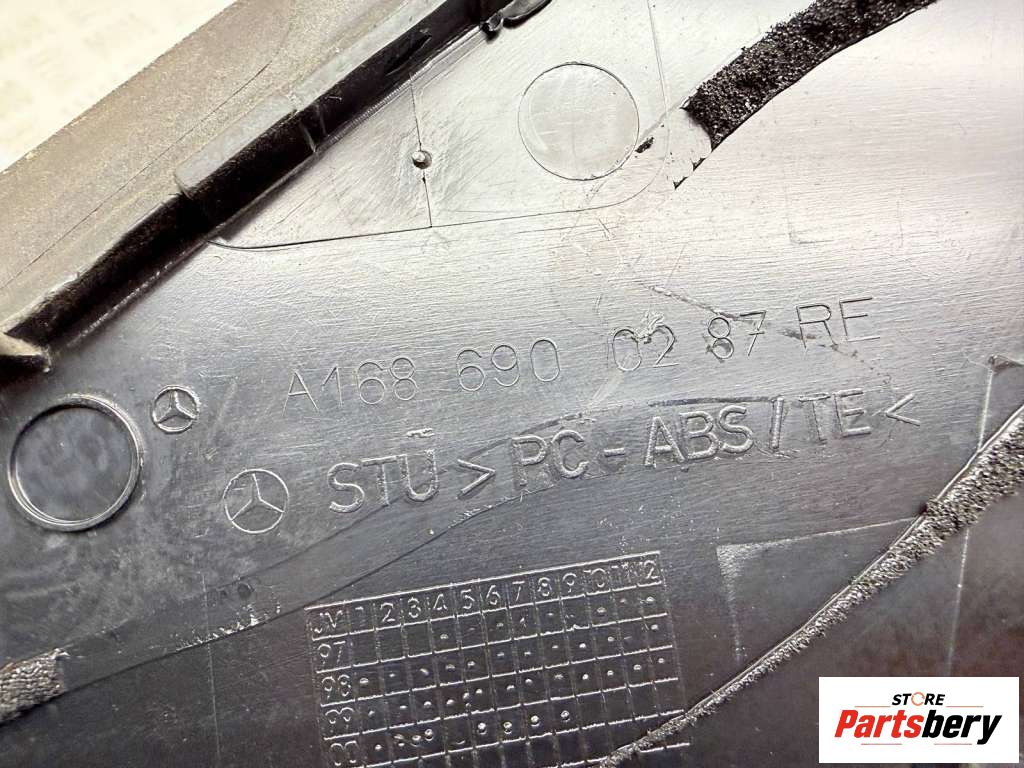 A168 690 02 87 RE
STÜ >PC-ABS/TE<
JV 1 2 3 4 5 6 7 8 9 10 11 12
97
98
99
00
STORE
Partsbery